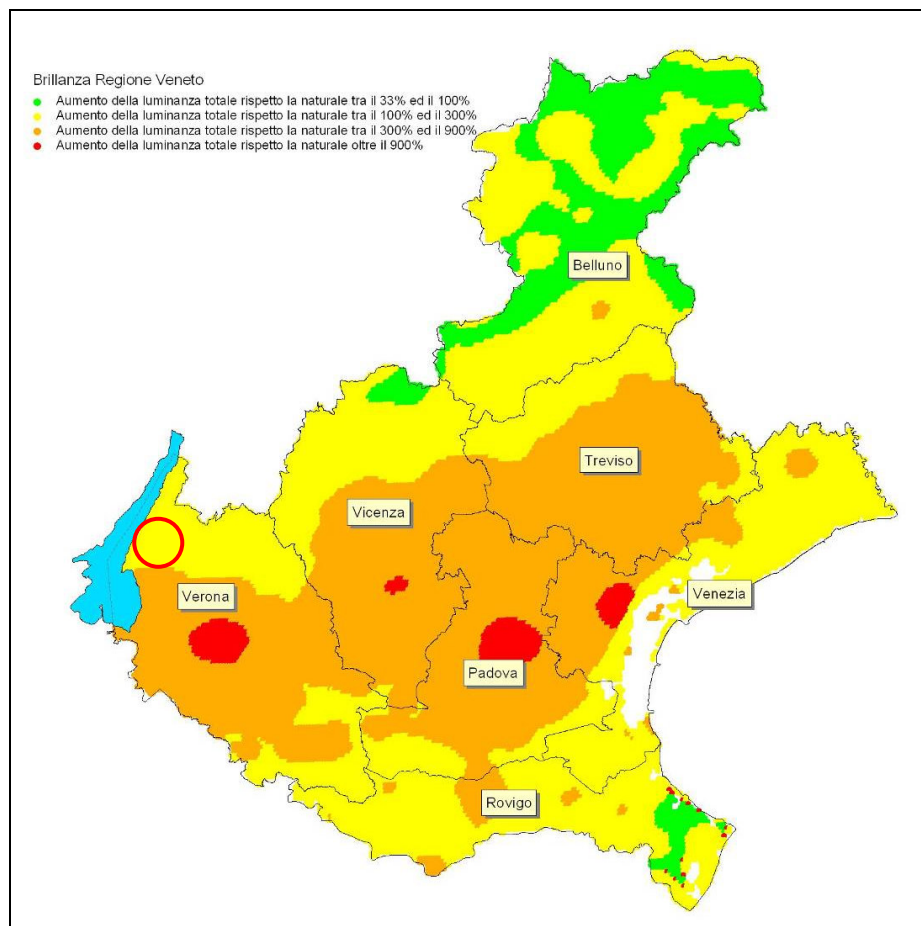 Brillanza Regione Veneto
Aumento della luminanza totale rispetto la naturale tra il 33% ed il 100%
Aumento della luminanza totale rispetto la naturale tra il 100% ed il 300%
Aumento della luminanza totale rispetto la naturale tra il 300% ed il 900%
Aumento della luminanza totale rispetto la naturale oltre il 900%
Belluno
Treviso
Vicenza
Verona
Venezia
Padova
Rovigo